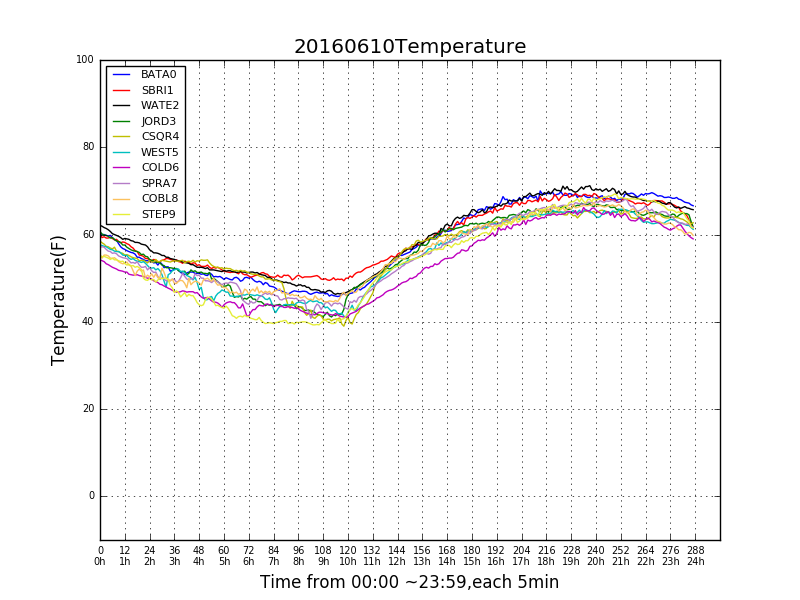 20160610Temperature
100
80
60
40
20
0
Temperature(F)
BATA0
SBRI1
WATE2
JORD3
CSQR4
WEST5
COLD6
SPRA7
COBL8
STEP9
0 12 24 36 48 60 72 84 96 108 120 132 144 156 168 180 192 204 216 228 240 252 264 276 288
0h 1h 2h 3h 4h 5h 6h 7h 8h 9h 10h 11h 12h 13h 14h 15h 16h 17h 18h 19h 20h 21h 22h 23h 24h
Time from 00:00 ~23:59,each 5min